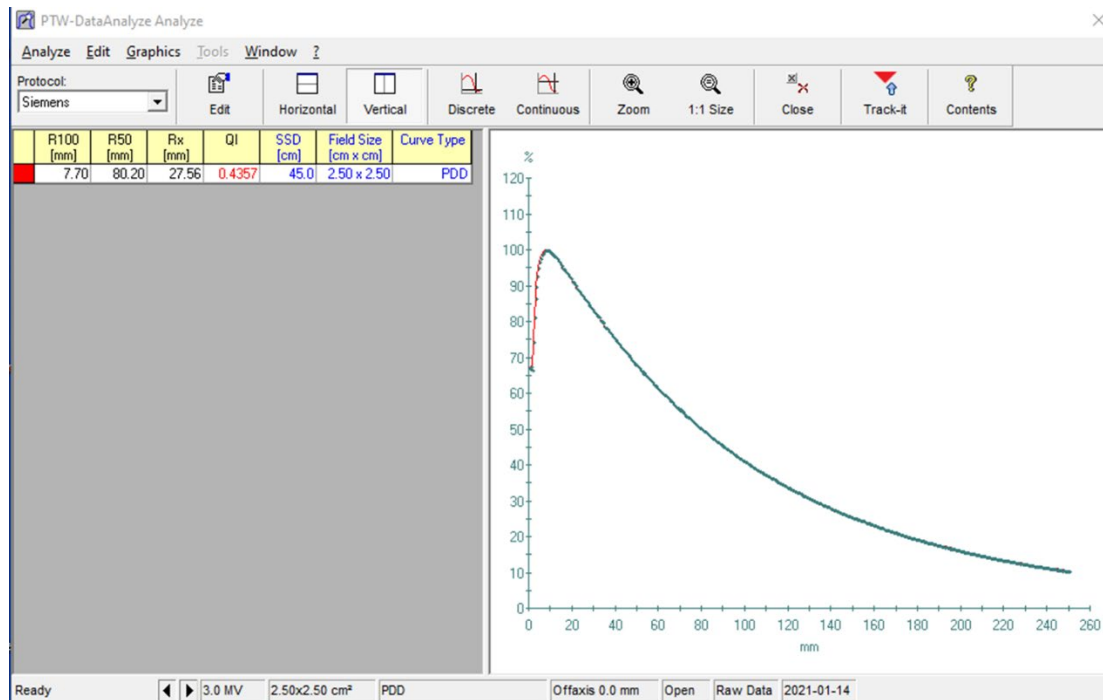 PTW-DataAnalyze Analyze
Analyze Edit Graphics Tools Window ?
Protocol:
Siemens
Edit Horizontal Vertical Discrete Continuous Zoom 1:1 Size Close Track-it Contents
R100 [mm] R50 [mm] Rx [mm] QI SSD [cm] Field Size [cm x cm] Curve Type
7.70 80.20 27.56 0.4357 45.0 2.50 x 2.50 PDD
%
120
110
100
90
80
70
60
50
40
30
20
10
0
0 20 40 60 80 100 120 140 160 180 200 220 240 260
mm
Ready 3.0 MV 2.50x2.50 cm² PDD Offaxis 0.0 mm Open Raw Data 2021-01-14